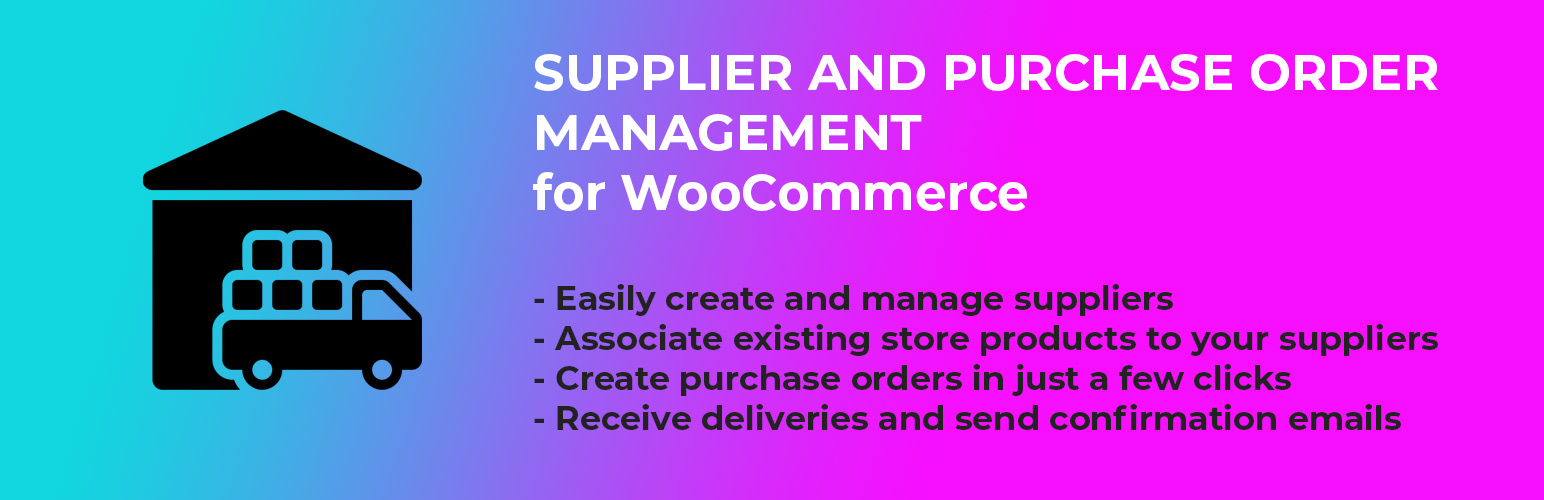 SUPPLIER AND PURCHASE ORDER
MANAGEMENT
for WooCommerce
- Easily create and manage suppliers
- Associate existing store products to your suppliers
- Create purchase orders in just a few clicks
- Receive deliveries and send confirmation emails